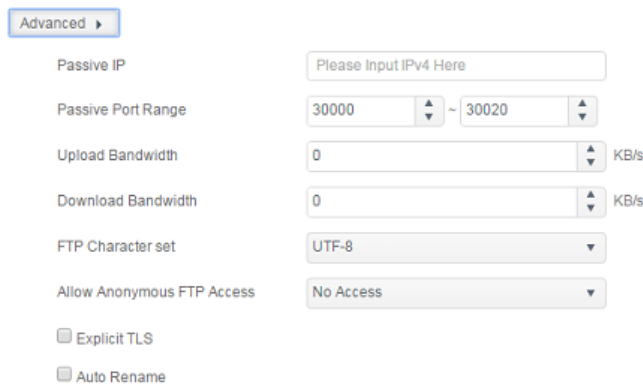 Advanced
Passive IP Please Input IPv4 Here
Passive Port Range 30000 ~ 30020
Upload Bandwidth 0 KB/s
Download Bandwidth 0 KB/s
FTP Character set UTF-8
Allow Anonymous FTP Access No Access
Explicit TLS
Auto Rename